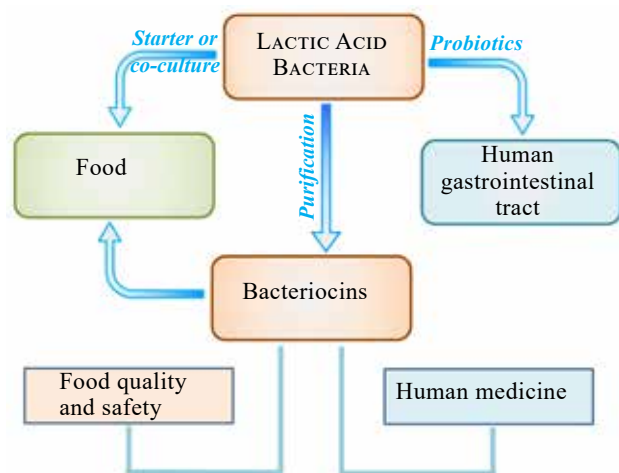 Starter or
co-culture
LACTIC ACID
BACTERIA
Probiotics
Food
Purification
Human
gastrointestinal
tract
Bacteriocins
Food quality
and safety
Human medicine